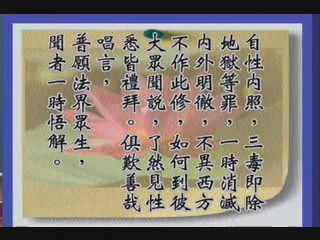 自性內照，三毒即除
地獄等罪，一時消滅
內外明徹，不異西方
不作此修，如何到彼
大眾聞說，了然見性
悉皆禮拜。俱歎善哉
唱言，
普願法界眾生，
聞者一時悟解。